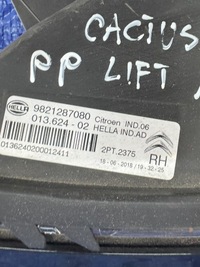 CACTUS
PP LIFT
HELLA
9821287080 Citroen IND.06
013.624-02 HELLA IND.AD
0136240200012411
2PT.2375
RH
18-06-2018/19-32-25